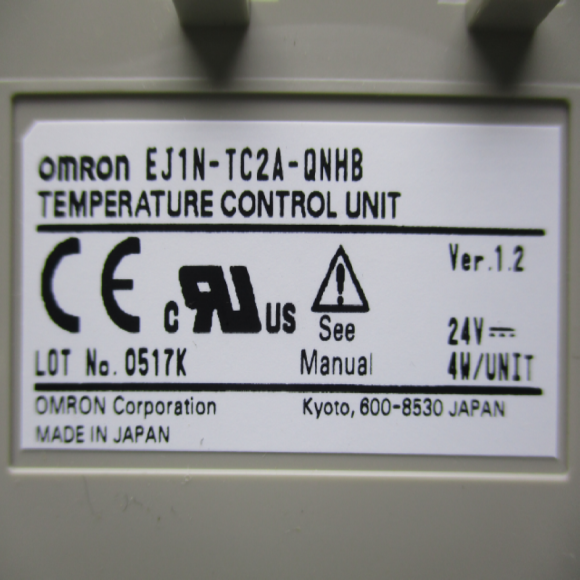 omron EJ1N-TC2A-QNHB
TEMPERATURE CONTROL UNIT
CE c RU US See Manual Ver.1.2
24V⎓
LOT No. 0517K 4W/UNIT
OMRON Corporation Kyoto, 600-8530 JAPAN
MADE IN JAPAN